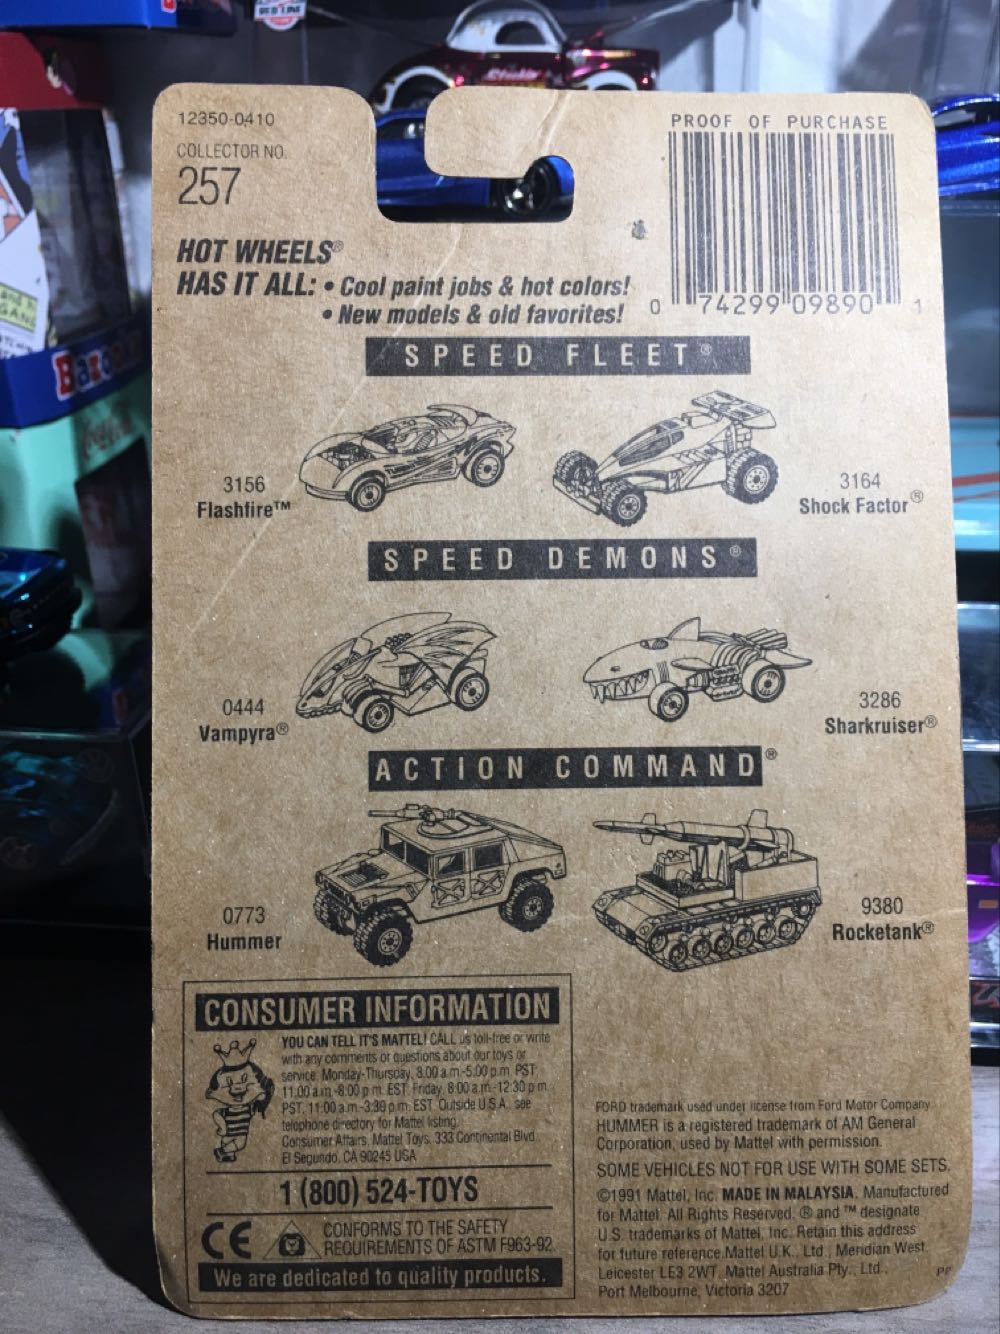 12350-0410
COLLECTOR NO.
257
PROOF OF PURCHASE
0 74299 09890 1
HOT WHEELS®
HAS IT ALL: • Cool paint jobs & hot colors!
• New models & old favorites!
SPEED FLEET®
3156
Flashfire™
3164
Shock Factor®
SPEED DEMONS®
0444
Vampyra®
3286
Sharkruiser®
ACTION COMMAND®
0773
Hummer
9380
Rocketank®
CONSUMER INFORMATION
YOU CAN TELL IT'S MATTEL! CALL us toll-free or write
with any comments or questions about our toys or
service. Monday-Thursday, 8:00 a.m.-5:00 p.m. PST,
11:00 a.m.-8:00 p.m. EST. Friday, 8:00 a.m.-12:30 p.m.
PST, 11:00 a.m.-3:30 p.m. EST. Outside U.S.A., see
telephone directory for Mattel listing.
Consumer Affairs, Mattel Toys, 333 Continental Blvd.
El Segundo, CA 90245 USA
1 (800) 524-TOYS
CE
CONFORMS TO THE SAFETY
REQUIREMENTS OF ASTM F963-92.
We are dedicated to quality products.
FORD trademark used under license from Ford Motor Company
HUMMER is a registered trademark of AM General
Corporation, used by Mattel with permission.
SOME VEHICLES NOT FOR USE WITH SOME SETS.
©1991 Mattel, Inc. MADE IN MALAYSIA. Manufactured
for Mattel. All Rights Reserved. ® and ™ designate
U.S. trademarks of Mattel, Inc. Retain this address
for future reference: Mattel U.K., Ltd., Meridian West,
Leicester LE3 2WT. Mattel Australia Pty., Ltd.,
Port Melbourne, Victoria 3207